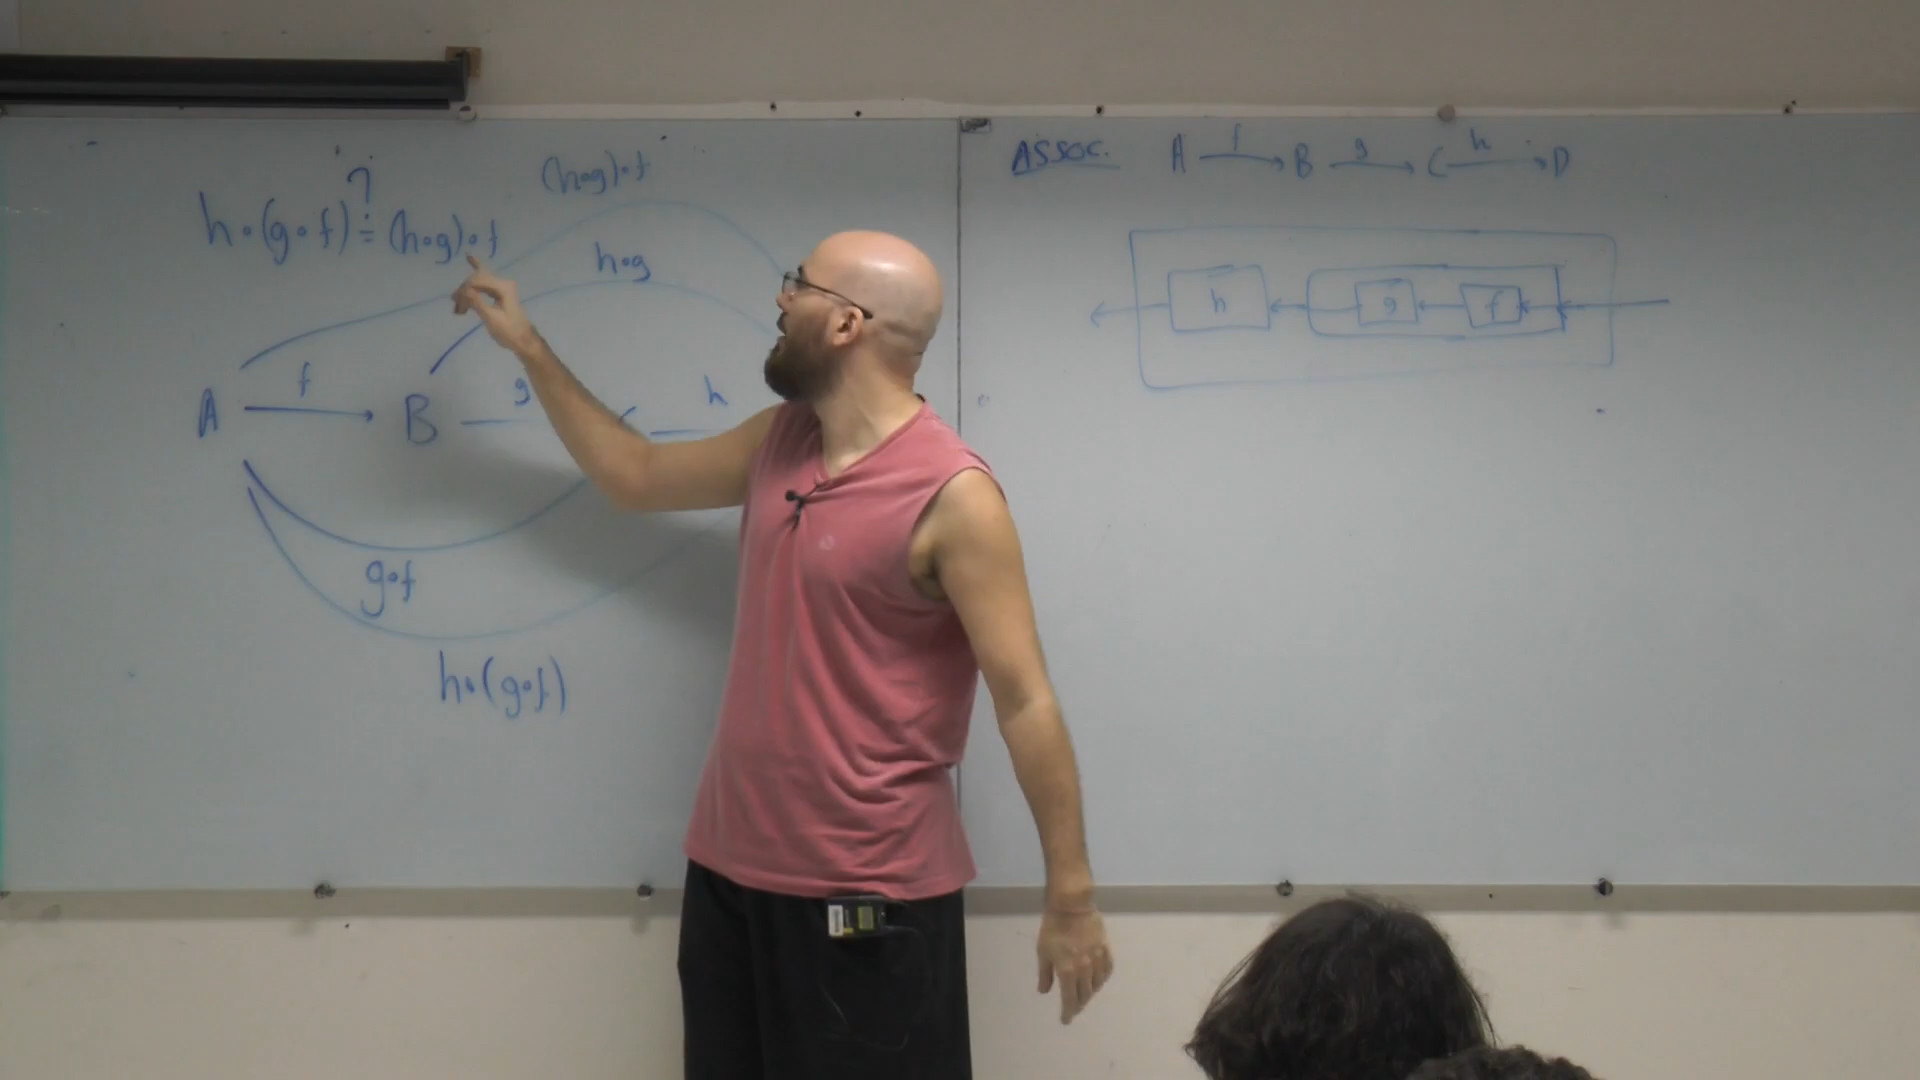 h∘(g∘f) ≟ (h∘g)∘f
(h∘g)∘f
h∘g
A f B g h
g∘f
h∘(g∘f)
ASSOC. A f B g C h D
h g f